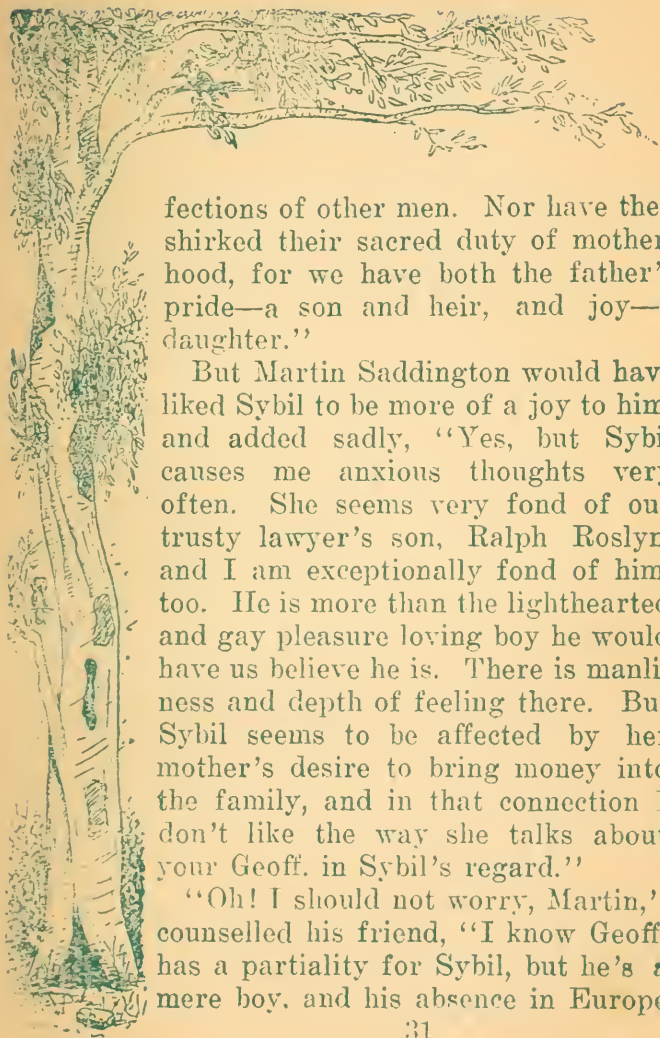 fections of other men. Nor have the
shirked their sacred duty of mother
hood, for we have both the father'
pride—a son and heir, and joy—
daughter."
But Martin Saddington would hav
liked Sybil to be more of a joy to him
and added sadly, "Yes, but Sybi
causes me anxious thoughts very
often. She seems very fond of ou
trusty lawyer's son, Ralph Roslyn
and I am exceptionally fond of him
too. He is more than the lighthearted
and gay pleasure loving boy he would
have us believe he is. There is manli
ness and depth of feeling there. Bu
Sybil seems to be affected by her
mother's desire to bring money into
the family, and in that connection I
don't like the way she talks about
your Geoff. in Sybil's regard."
"Oh! I should not worry, Martin,'
counselled his friend, "I know Geoff
has a partiality for Sybil, but he's a
mere boy, and his absence in Europe
31